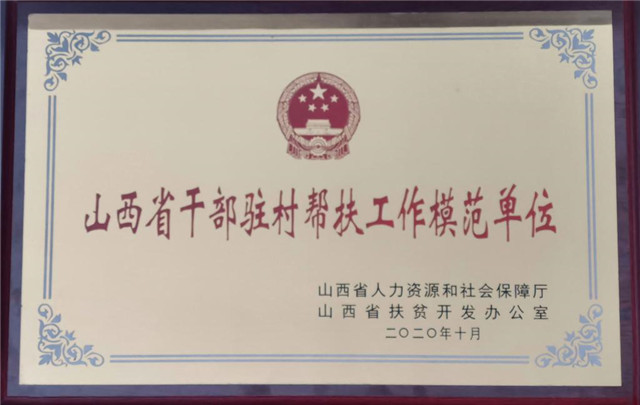 山西省干部驻村帮扶工作模范单位
山西省人力资源和社会保障厅
山西省扶贫开发办公室
二〇二〇年十月